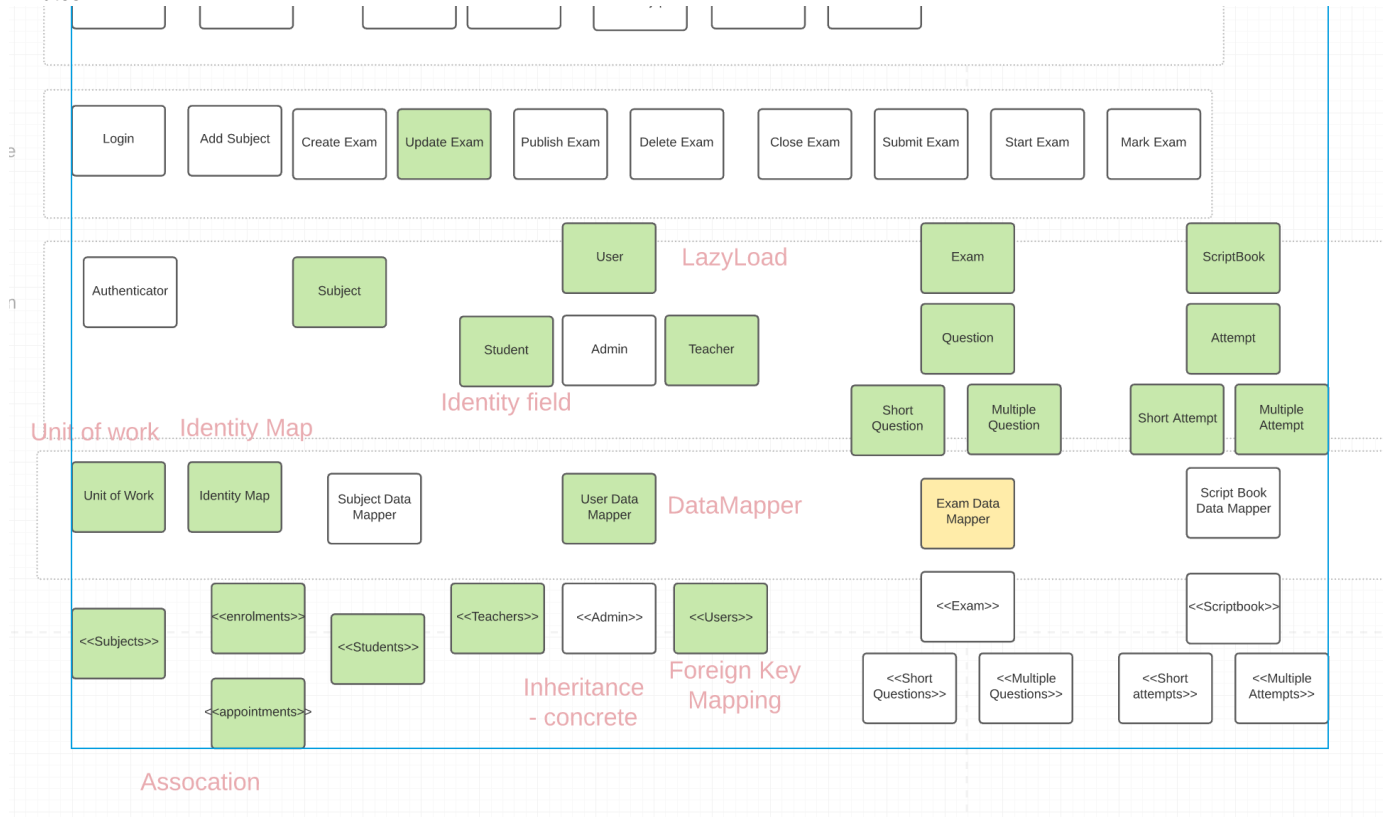 Login
Add Subject
Create Exam
Update Exam
Publish Exam
Delete Exam
Close Exam
Submit Exam
Start Exam
Mark Exam
User
LazyLoad
Exam
ScriptBook
Authenticator
Subject
Student
Admin
Teacher
Question
Attempt
Identity field
Short
Question
Multiple
Question
Short Attempt
Multiple
Attempt
Unit of work
Identity Map
Unit of Work
Identity Map
Subject Data
Mapper
User Data
Mapper
DataMapper
Exam Data
Mapper
Script Book
Data Mapper
<<Subjects>>
<<enrolments>>
<<Students>>
<<Teachers>>
<<Admin>>
<<Users>>
<<Exam>>
<<Scriptbook>>
<<appointments>>
Inheritance
- concrete
Foreign Key
Mapping
<<Short
Questions>>
<<Multiple
Questions>>
<<Short
attempts>>
<<Multiple
Attempts>>
Assocation